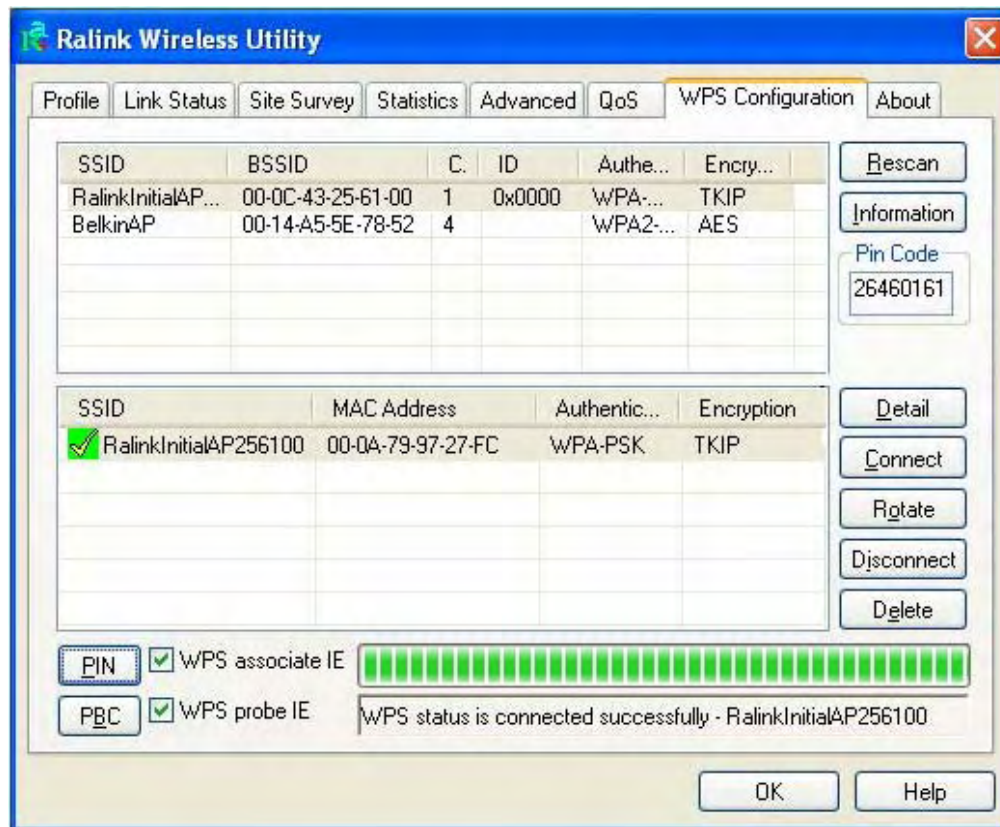 Ralink Wireless Utility
Profile Link Status Site Survey Statistics Advanced QoS WPS Configuration About
SSID BSSID C. ID Authe... Encry...
RalinkInitialAP... 00-0C-43-25-61-00 1 0x0000 WPA-... TKIP
BelkinAP 00-14-A5-5E-78-52 4 WPA2-... AES
Rescan
Information
Pin Code
26460161
SSID MAC Address Authentic... Encryption
RalinkInitialAP256100 00-0A-79-97-27-FC WPA-PSK TKIP
Detail
Connect
Rotate
Disconnect
Delete
PIN WPS associate IE
PBC WPS probe IE WPS status is connected successfully - RalinkInitialAP256100
OK Help